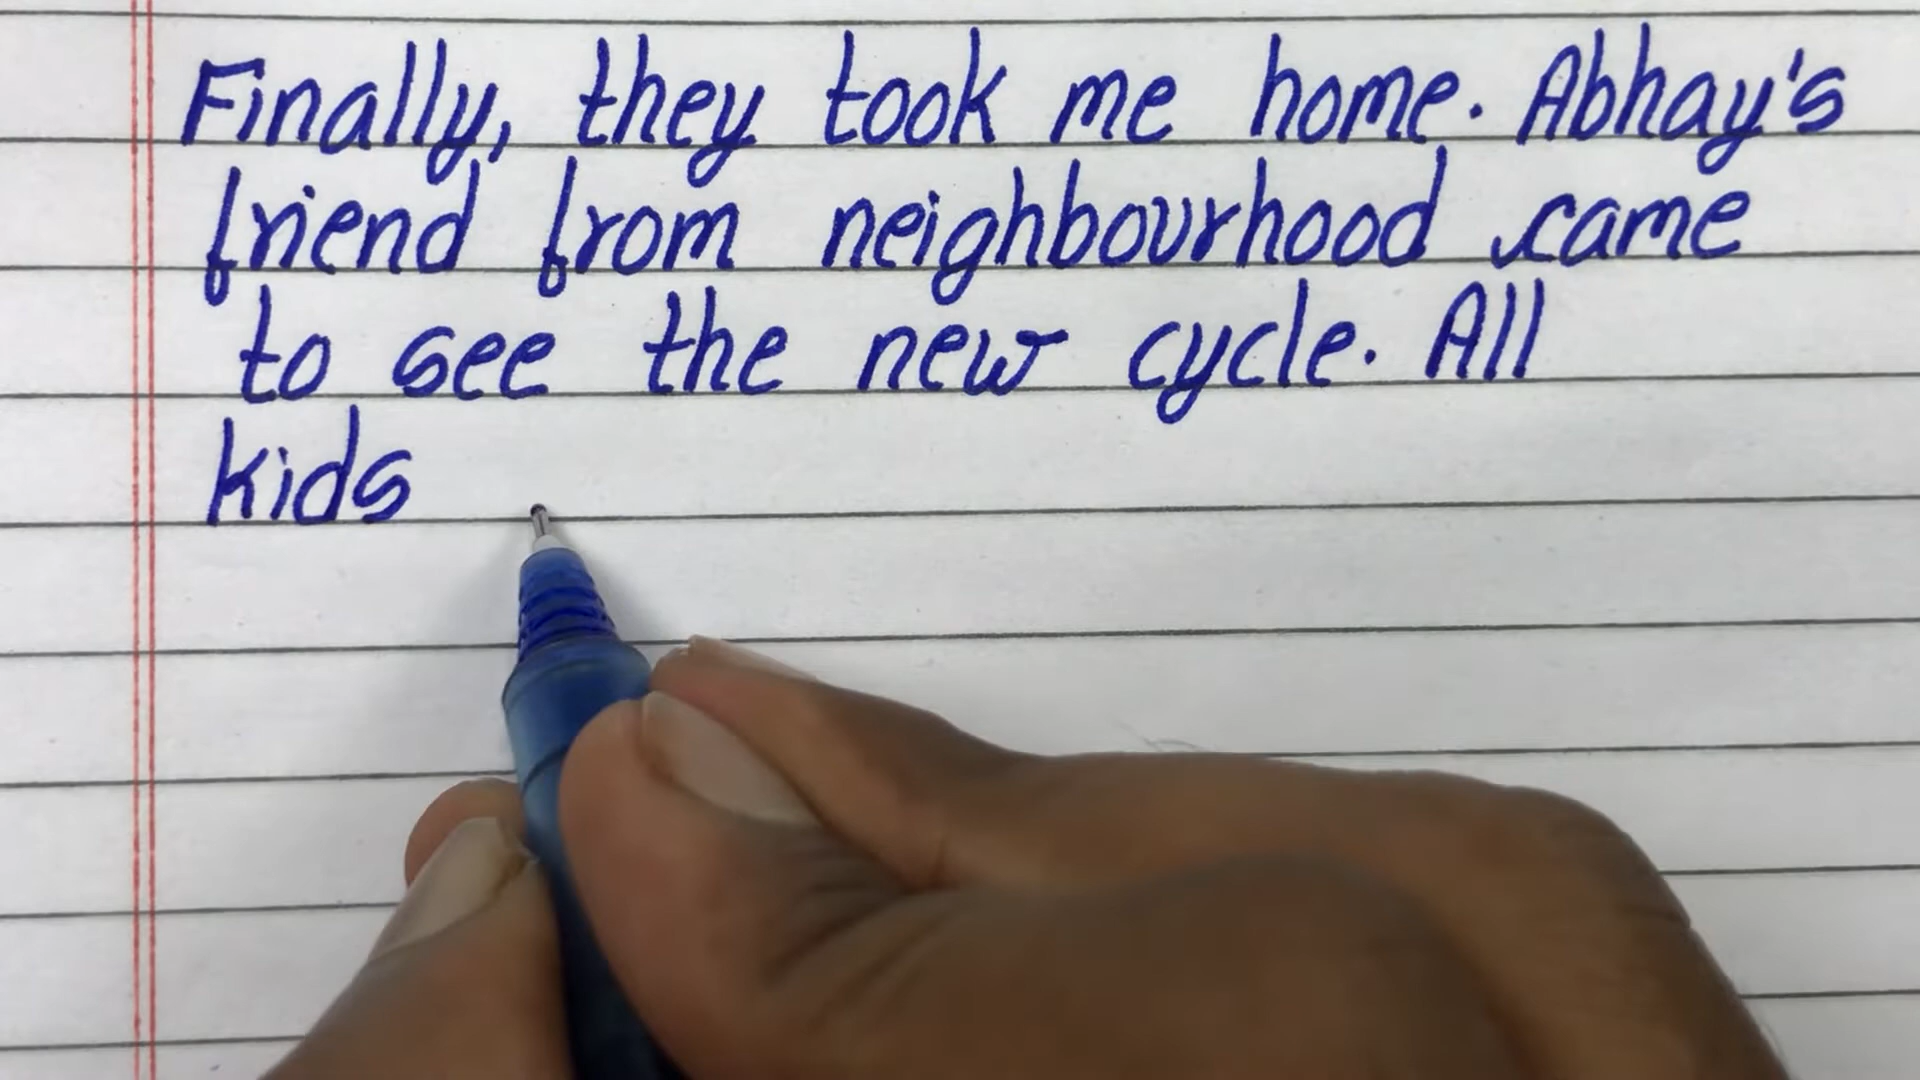 Finally, they took me home. Abhay's
friend from neighbourhood came
to see the new cycle. All
kids